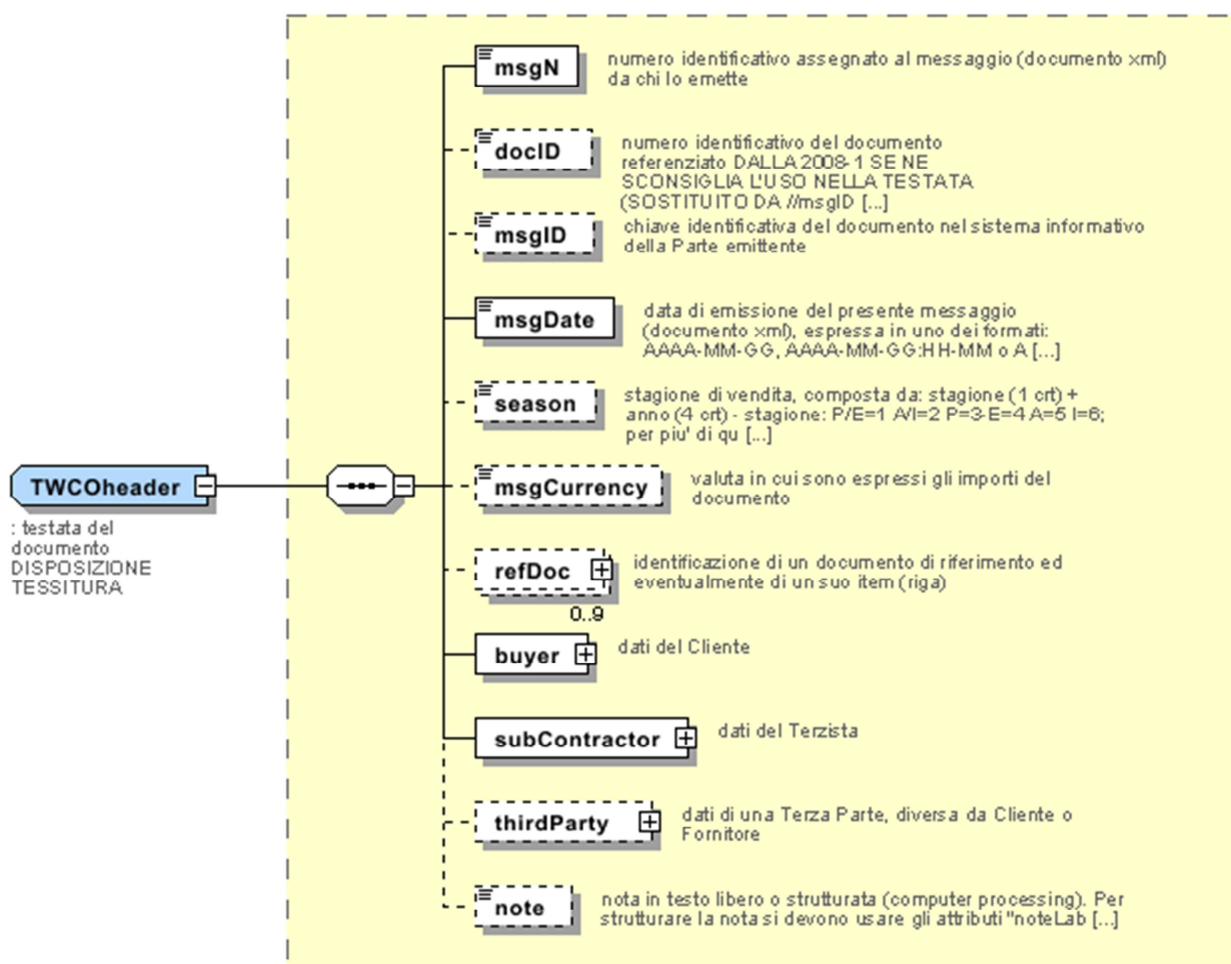 msgN
numero identificativo assegnato al messaggio (documento xml)
da chi lo emette
docID
numero identificativo del documento
referenziato DALLA 2008-1 SE NE
SCONSIGLIA L'USO NELLA TESTATA
(SOSTITUITO DA //msgID [...]
msgID
chiave identificativa del documento nel sistema informativo
della Parte emittente
msgDate
data di emissione del presente messaggio
(documento xml), espressa in uno dei formati:
AAAA-MM-GG, AAAA-MM-GG:HH-MM o A [...]
season
stagione di vendita, composta da: stagione (1 crt) +
anno (4 crt) - stagione: P/E=1 A/I=2 P=3-E=4 A=5 I=6;
per piu' di qu [...]
TWCOheader
: testata del
documento
DISPOSIZIONE
TESSITURA
msgCurrency
valuta in cui sono espressi gli importi del
documento
refDoc
identificazione di un documento di riferimento ed
eventualmente di un suo item (riga)
0..9
buyer
dati del Cliente
subContractor
dati del Terzista
thirdParty
dati di una Terza Parte, diversa da Cliente o
Fornitore
note
nota in testo libero o strutturata (computer processing). Per
strutturare la nota si devono usare gli attributi "noteLab [...]